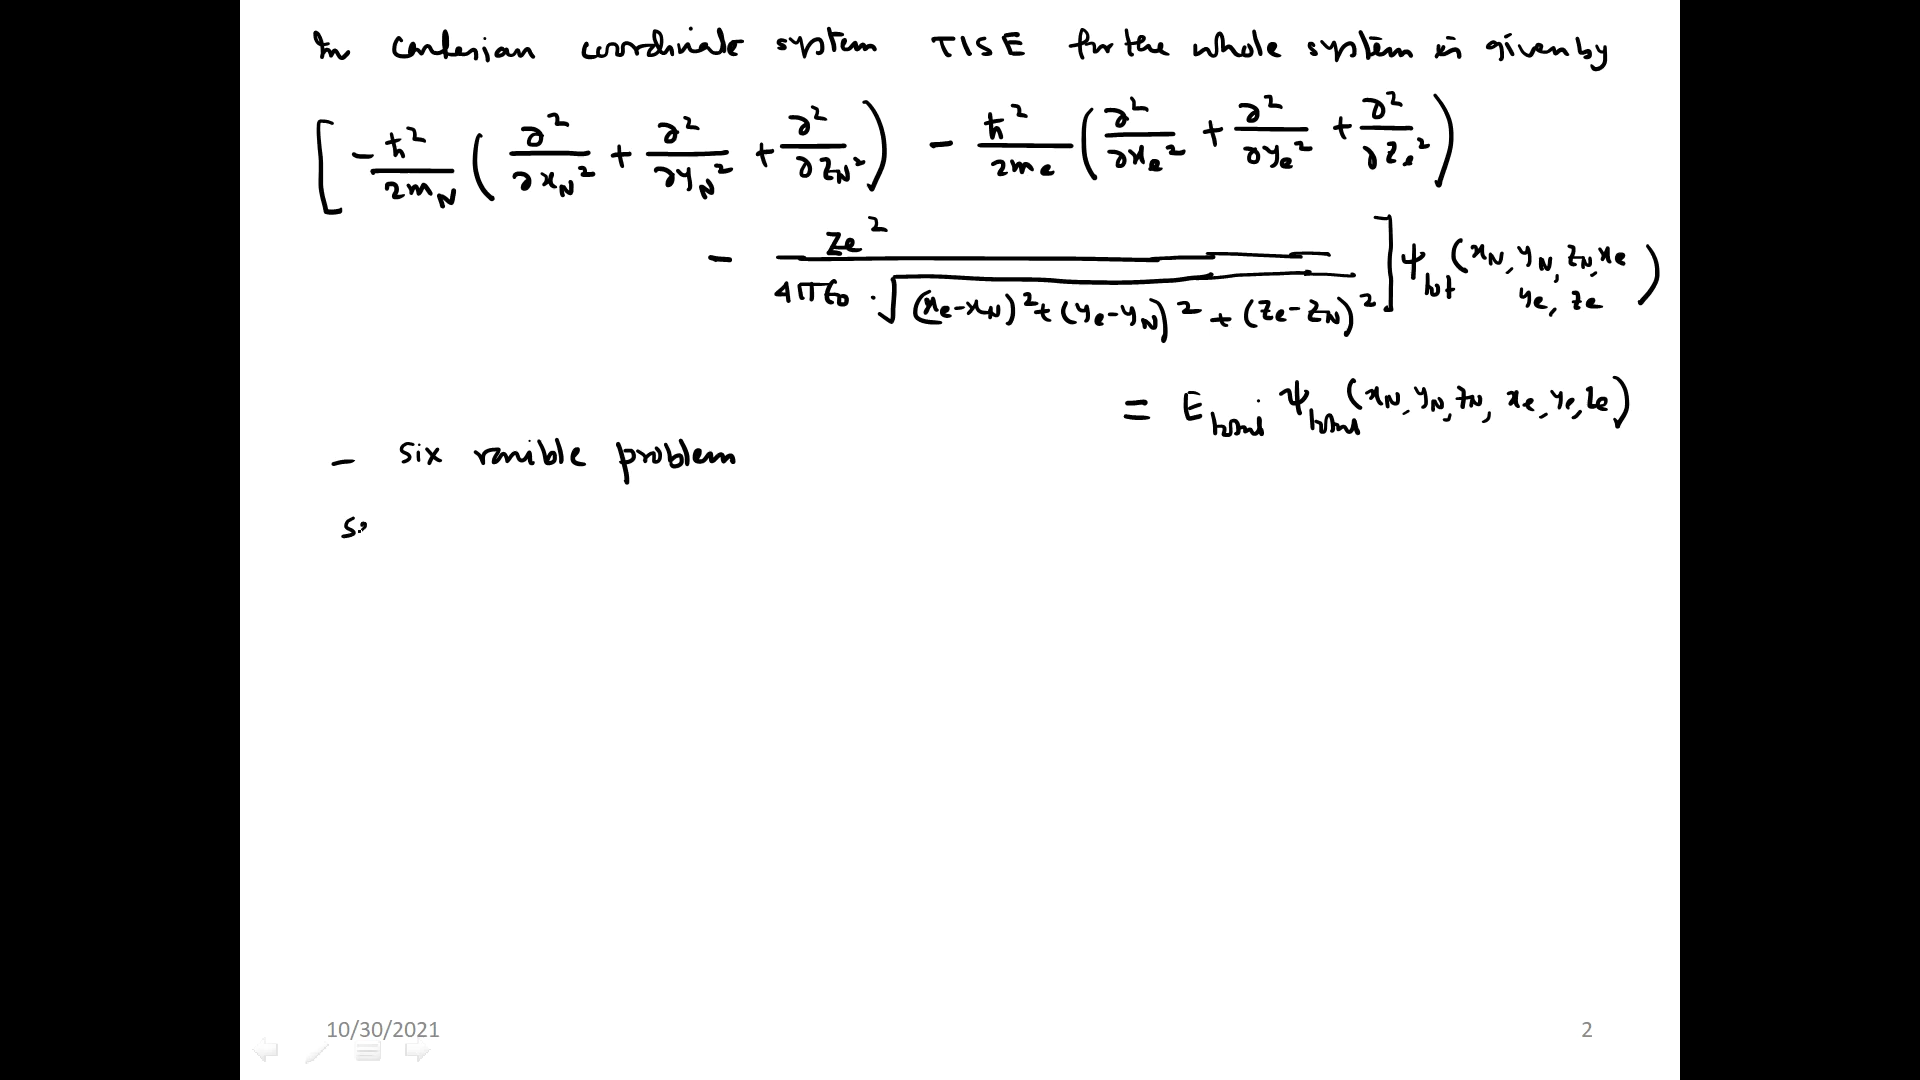 In cartesian coordinate system TISE for the whole system is given by
[ -ħ²/2m_N ( ∂²/∂x_N² + ∂²/∂y_N² + ∂²/∂z_N² ) - ħ²/2m_e ( ∂²/∂x_e² + ∂²/∂y_e² + ∂²/∂z_e² )
- Ze² / 4πε₀ . √( (x_e-x_N)² + (y_e-y_N)² + (z_e-z_N)² ) ] ψ_tot (x_N, y_N, z_N, x_e, y_e, z_e)
= E ψ (x_N, y_N, z_N, x_e, y_e, z_e)
- six varible problem
S
10/30/2021 2